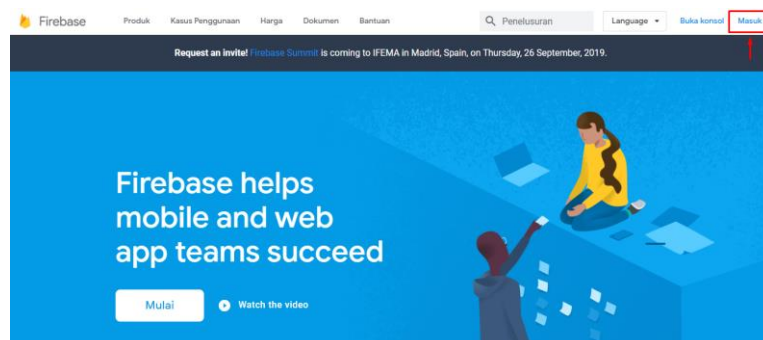 Firebase Produk Kasus Penggunaan Harga Dokumen Bantuan Penelusuran Language Buka konsol Masuk
Request an invite! Firebase Summit is coming to IFEMA in Madrid, Spain, on Thursday, 26 September, 2019.
Firebase helps
mobile and web
app teams succeed
Mulai Watch the video